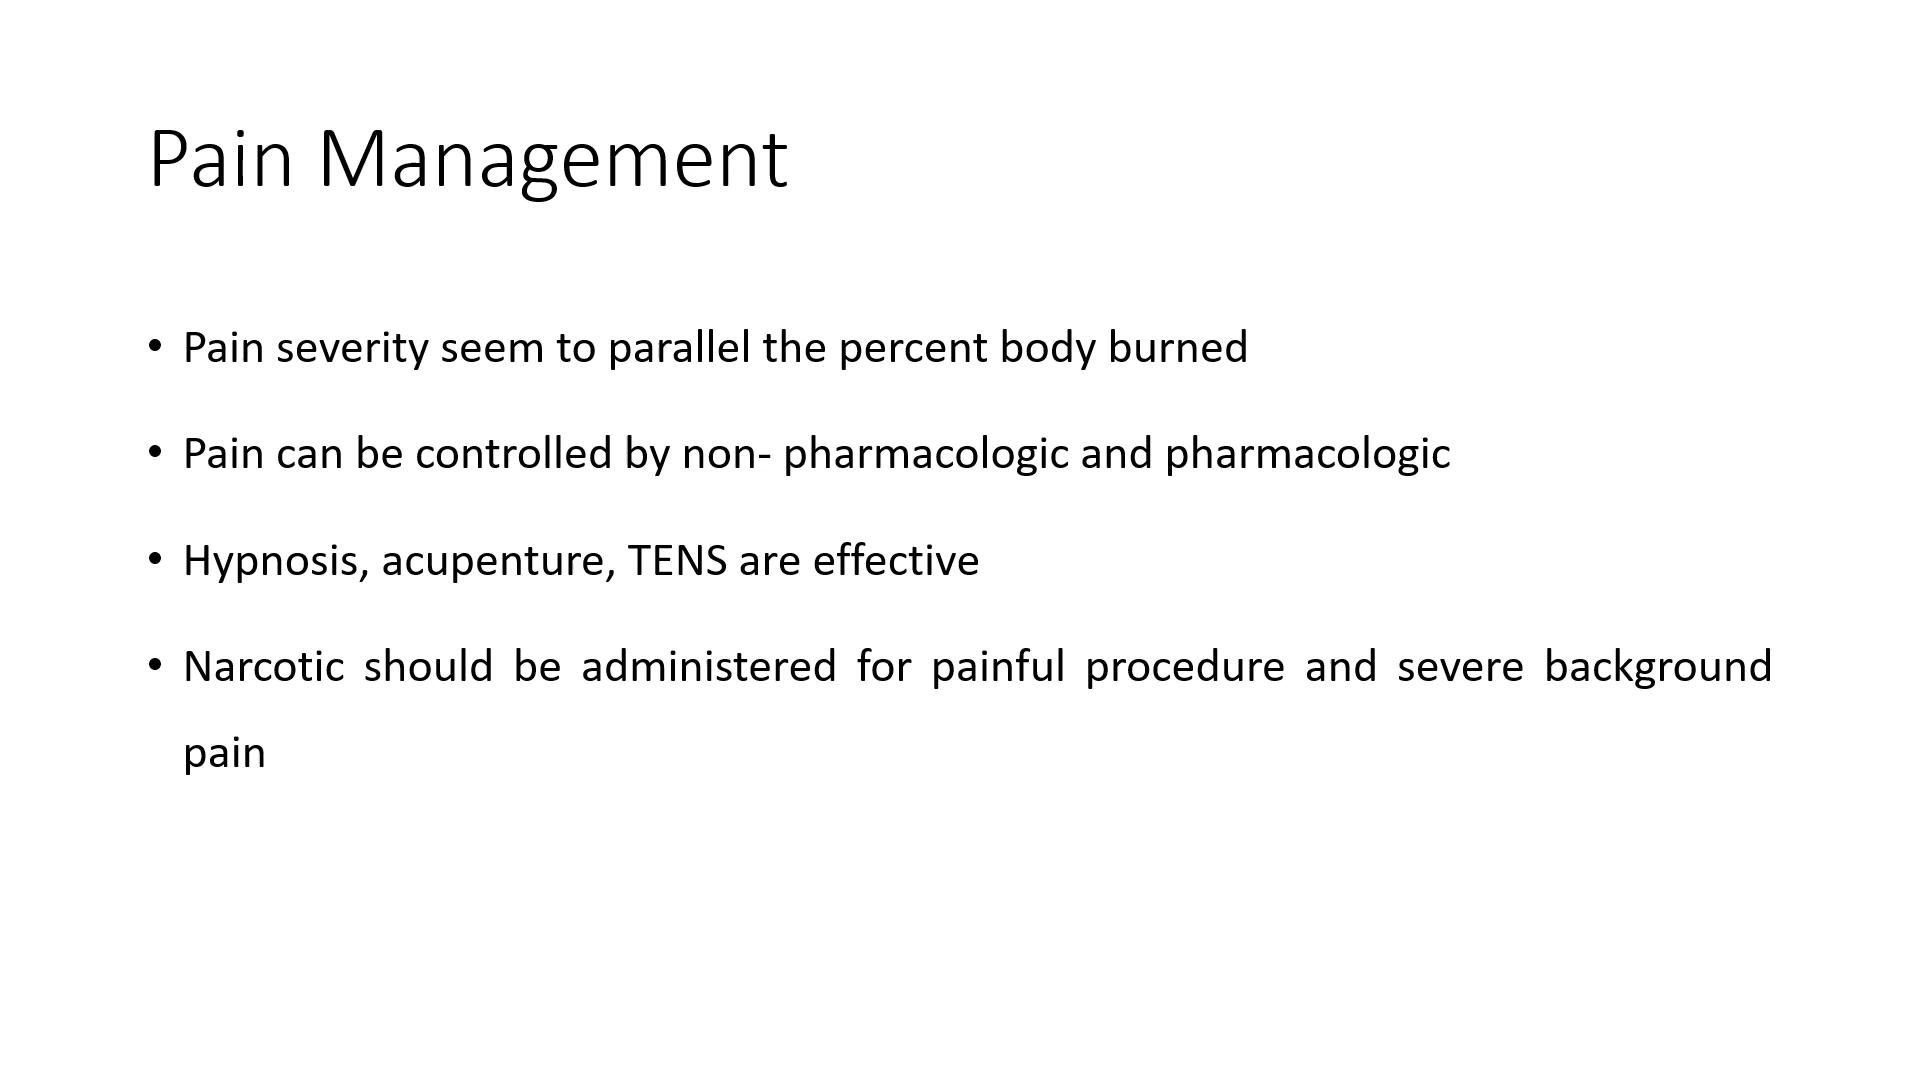 Pain Management
• Pain severity seem to parallel the percent body burned
• Pain can be controlled by non- pharmacologic and pharmacologic
• Hypnosis, acupenture, TENS are effective
• Narcotic should be administered for painful procedure and severe background
pain